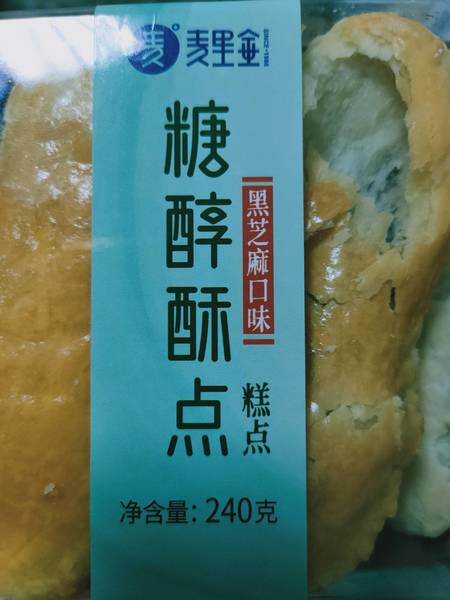 麦 麦里金
糖醇酥点
黑芝麻口味
糕点
净含量：240克